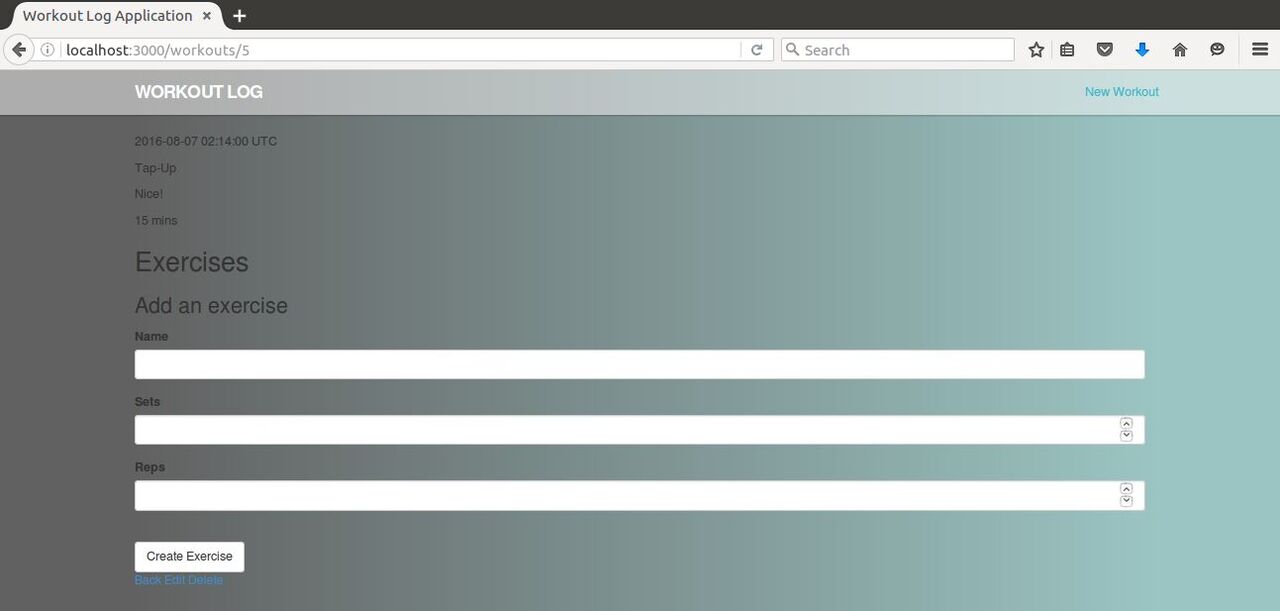 Workout Log Application
localhost:3000/workouts/5
Search
WORKOUT LOG
New Workout
2016-08-07 02:14:00 UTC
Tap-Up
Nice!
15 mins
Exercises
Add an exercise
Name
Sets
Reps
Create Exercise
Back Edit Delete